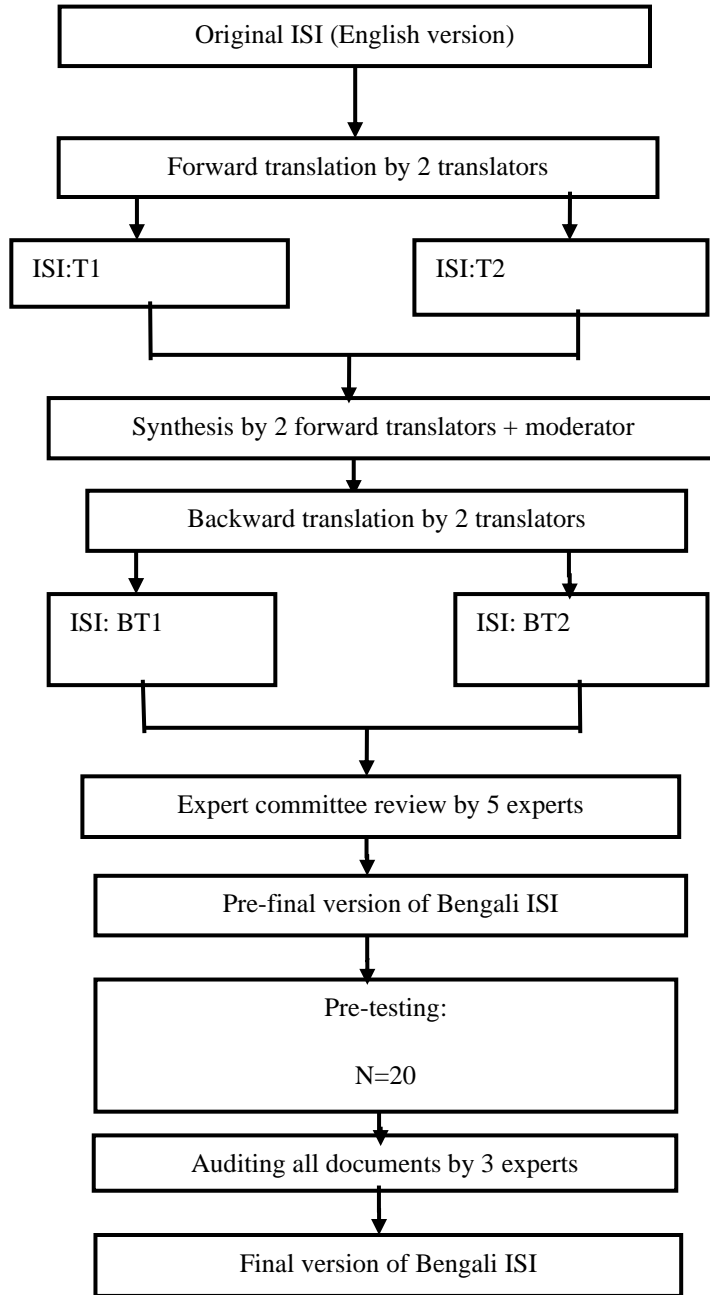 Original ISI (English version)
Forward translation by 2 translators
ISI:T1
ISI:T2
Synthesis by 2 forward translators + moderator
Backward translation by 2 translators
ISI: BT1
ISI: BT2
Expert committee review by 5 experts
Pre-final version of Bengali ISI
Pre-testing:
N=20
Auditing all documents by 3 experts
Final version of Bengali ISI